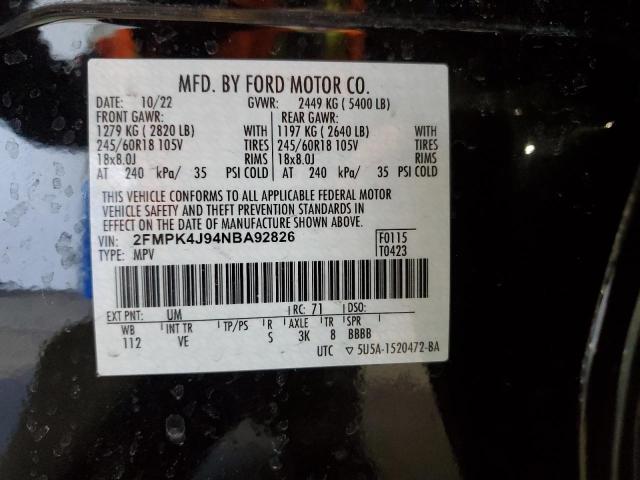 MFD. BY FORD MOTOR CO.
DATE: 10/22 GVWR: 2449 KG ( 5400 LB)
FRONT GAWR: REAR GAWR:
1279 KG ( 2820 LB) WITH 1197 KG ( 2640 LB) WITH
245/60R18 105V TIRES 245/60R18 105V TIRES
18x8.0J RIMS 18x8.0J RIMS
AT 240 kPa/ 35 PSI COLD AT 240 kPa/ 35 PSI COLD
THIS VEHICLE CONFORMS TO ALL APPLICABLE FEDERAL MOTOR
VEHICLE SAFETY AND THEFT PREVENTION STANDARDS IN
EFFECT ON THE DATE OF MANUFACTURE SHOWN ABOVE.
VIN: 2FMPK4J94NBA92826 F0115
TYPE: MPV T0423
EXT PNT: UM RC: 71 DSO:
WB INT TR TP/PS R AXLE TR SPR
112 VE S 3K 8 BBBB
UTC ▽ 5U5A-1520472-BA